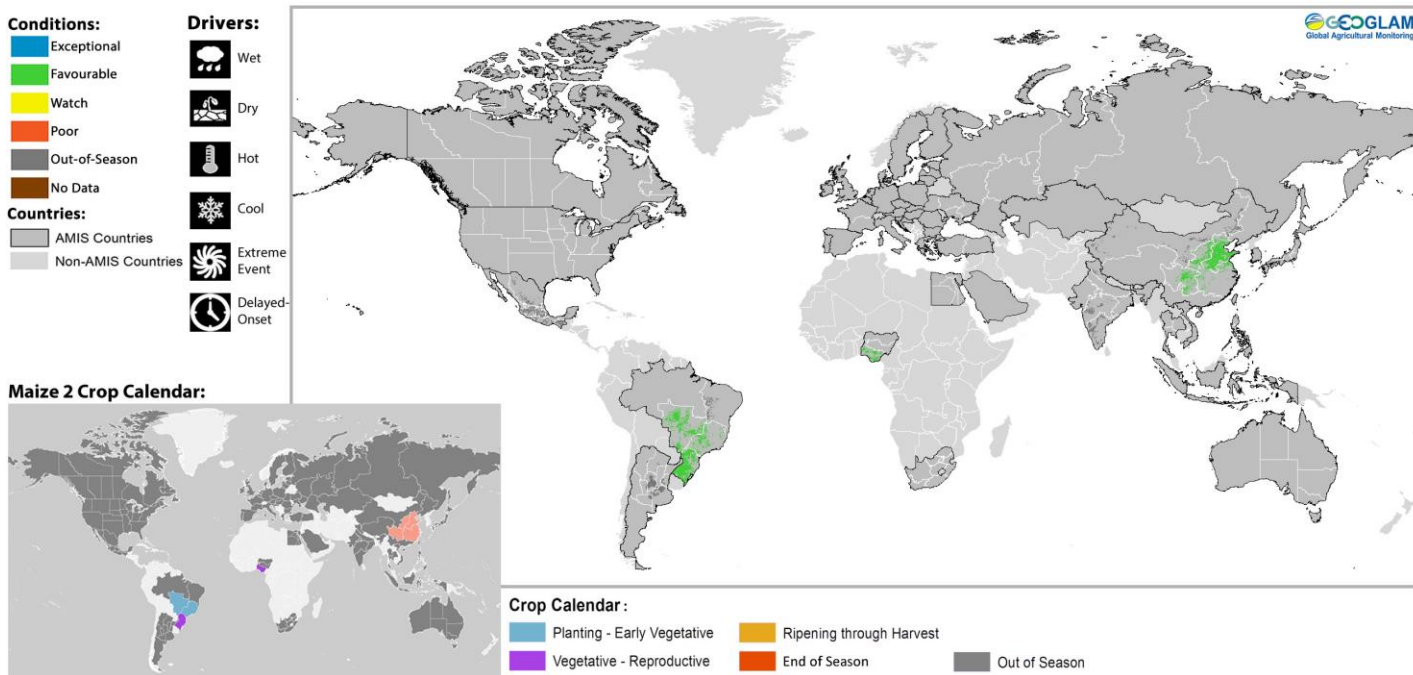 Conditions:
Exceptional
Favourable
Watch
Poor
Out-of-Season
No Data
Countries:
AMIS Countries
Non-AMIS Countries
Drivers:
Wet
Dry
Hot
Cool
Extreme
Event
Delayed-
Onset
GEOGLAM
Global Agricultural Monitoring
Maize 2 Crop Calendar:
Crop Calendar :
Planting - Early Vegetative
Vegetative - Reproductive
Ripening through Harvest
End of Season
Out of Season